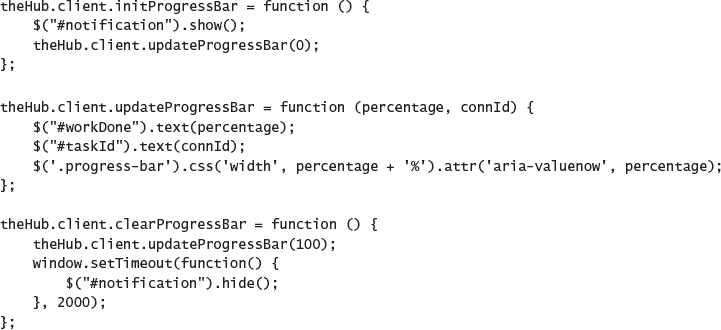 theHub.client.initProgressBar = function () {
    $("#notification").show();
    theHub.client.updateProgressBar(0);
};

theHub.client.updateProgressBar = function (percentage, connId) {
    $("#workDone").text(percentage);
    $("#taskId").text(connId);
    $('.progress-bar').css('width', percentage + '%').attr('aria-valuenow', percentage);
};

theHub.client.clearProgressBar = function () {
    theHub.client.updateProgressBar(100);
    window.setTimeout(function() {
        $("#notification").hide();
    }, 2000);
};